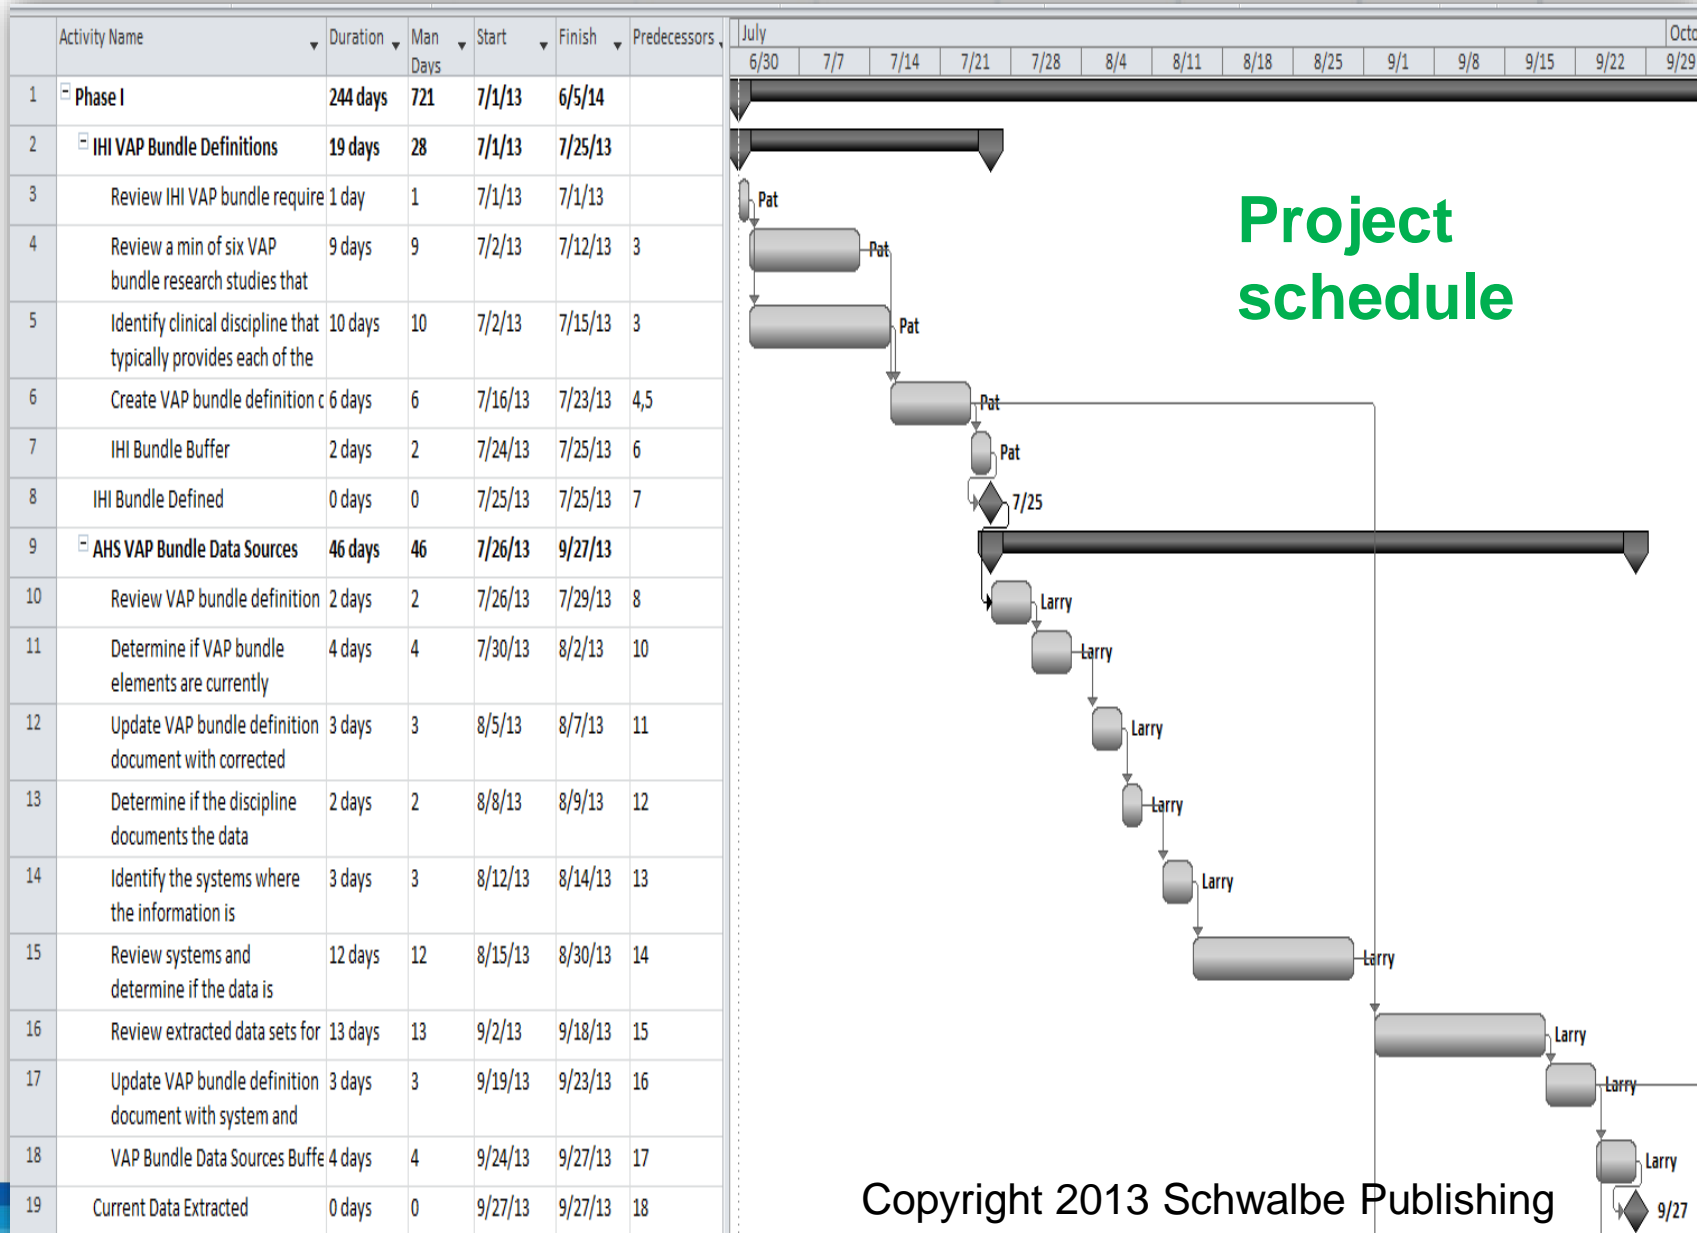 Activity Name Duration Man Days Start Finish Predecessors
July Octo
6/30 7/7 7/14 7/21 7/28 8/4 8/11 8/18 8/25 9/1 9/8 9/15 9/22 9/29
1 Phase I 244 days 721 7/1/13 6/5/14
2 IHI VAP Bundle Definitions 19 days 28 7/1/13 7/25/13
3 Review IHI VAP bundle require 1 day 1 7/1/13 7/1/13
Pat
4 Review a min of six VAP 9 days 9 7/2/13 7/12/13 3
bundle research studies that
Pat
5 Identify clinical discipline that 10 days 10 7/2/13 7/15/13 3
typically provides each of the
Pat
6 Create VAP bundle definition c 6 days 6 7/16/13 7/23/13 4,5
Pat
7 IHI Bundle Buffer 2 days 2 7/24/13 7/25/13 6
Pat
8 IHI Bundle Defined 0 days 0 7/25/13 7/25/13 7
7/25
9 AHS VAP Bundle Data Sources 46 days 46 7/26/13 9/27/13
10 Review VAP bundle definition 2 days 2 7/26/13 7/29/13 8
Larry
11 Determine if VAP bundle 4 days 4 7/30/13 8/2/13 10
elements are currently
Larry
12 Update VAP bundle definition 3 days 3 8/5/13 8/7/13 11
document with corrected
Larry
13 Determine if the discipline 2 days 2 8/8/13 8/9/13 12
documents the data
Larry
14 Identify the systems where 3 days 3 8/12/13 8/14/13 13
the information is
Larry
15 Review systems and 12 days 12 8/15/13 8/30/13 14
determine if the data is
Larry
16 Review extracted data sets for 13 days 13 9/2/13 9/18/13 15
Larry
17 Update VAP bundle definition 3 days 3 9/19/13 9/23/13 16
document with system and
Larry
18 VAP Bundle Data Sources Buffe 4 days 4 9/24/13 9/27/13 17
Larry
19 Current Data Extracted 0 days 0 9/27/13 9/27/13 18
9/27
Project
schedule
Copyright 2013 Schwalbe Publishing